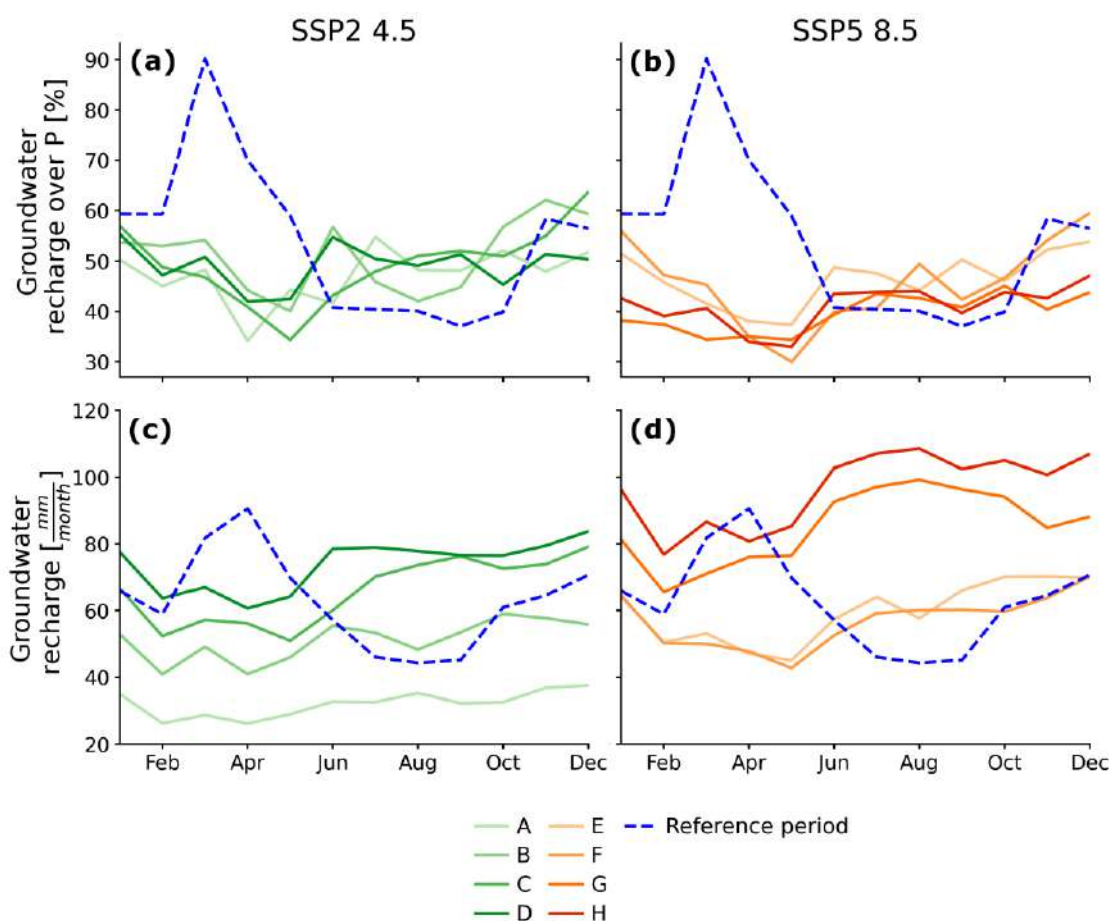 SSP2 4.5
SSP5 8.5
(a)
(b)
Groundwater
recharge over P [%]
90
80
70
60
50
40
30
(c)
(d)
Groundwater
recharge [mm/month]
120
100
80
60
40
20
Feb Apr Jun Aug Oct Dec
Feb Apr Jun Aug Oct Dec
A E Reference period
B F
C G
D H